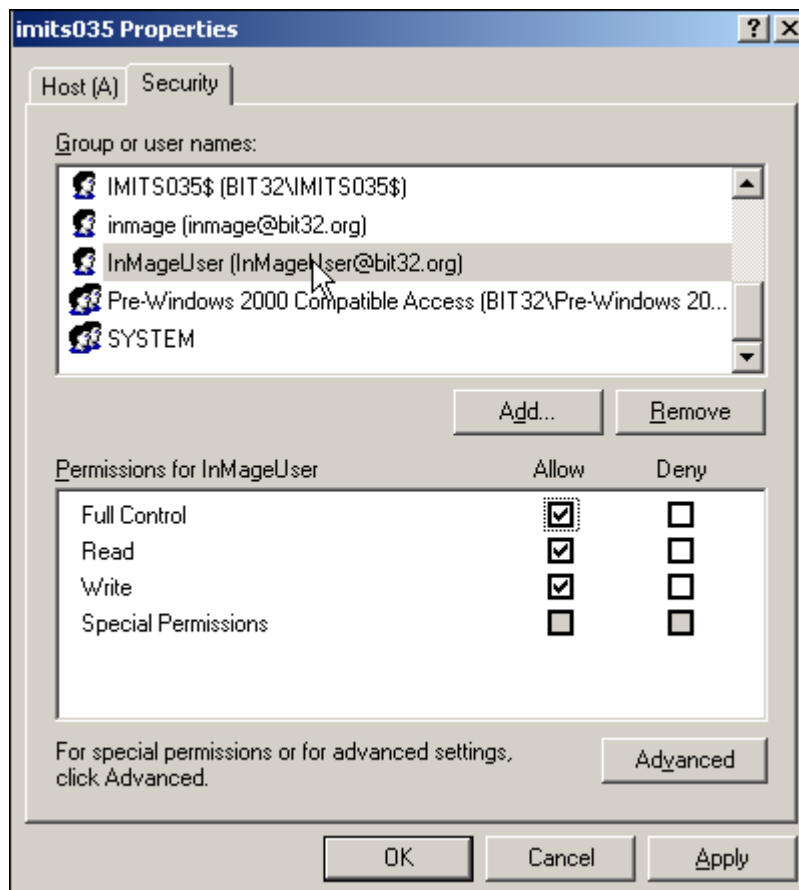 imits035 Properties
Host (A) Security
Group or user names:
IMITS035$ (BIT32\IMITS035$)
inmage (inmage@bit32.org)
InMageUser (InMageUser@bit32.org)
Pre-Windows 2000 Compatible Access (BIT32\Pre-Windows 20...
SYSTEM
Add... Remove
Permissions for InMageUser Allow Deny
Full Control
Read
Write
Special Permissions
For special permissions or for advanced settings,
click Advanced.
Advanced
OK Cancel Apply